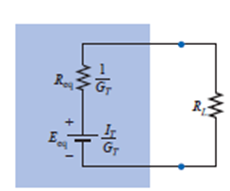 R_eq 1/G_T
R_L
+
E_eq I_T/G_T
−